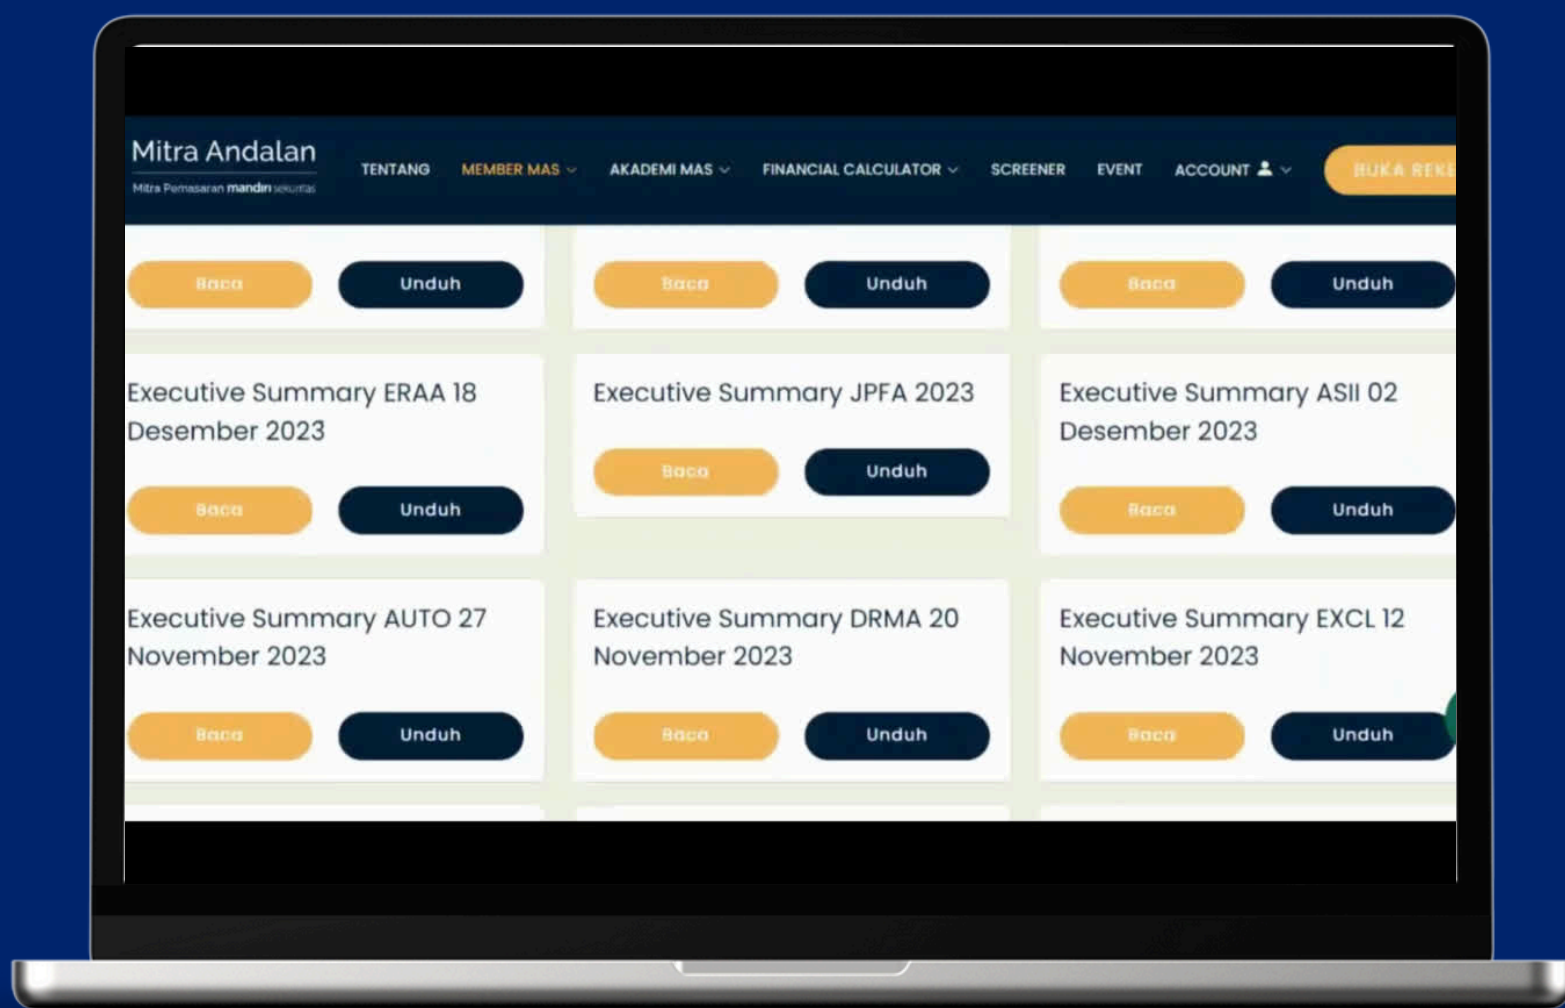 Mitra Andalan
Mitra Pemasaran mandiri sekuritas
TENTANG MEMBER MAS AKADEMI MAS FINANCIAL CALCULATOR SCREENER EVENT ACCOUNT BUKA REKE
Baca Unduh Baca Unduh Baca Unduh
Executive Summary ERAA 18
Desember 2023
Baca Unduh
Executive Summary JPFA 2023
Baca Unduh
Executive Summary ASII 02
Desember 2023
Baca Unduh
Executive Summary AUTO 27
November 2023
Baca Unduh
Executive Summary DRMA 20
November 2023
Baca Unduh
Executive Summary EXCL 12
November 2023
Baca Unduh